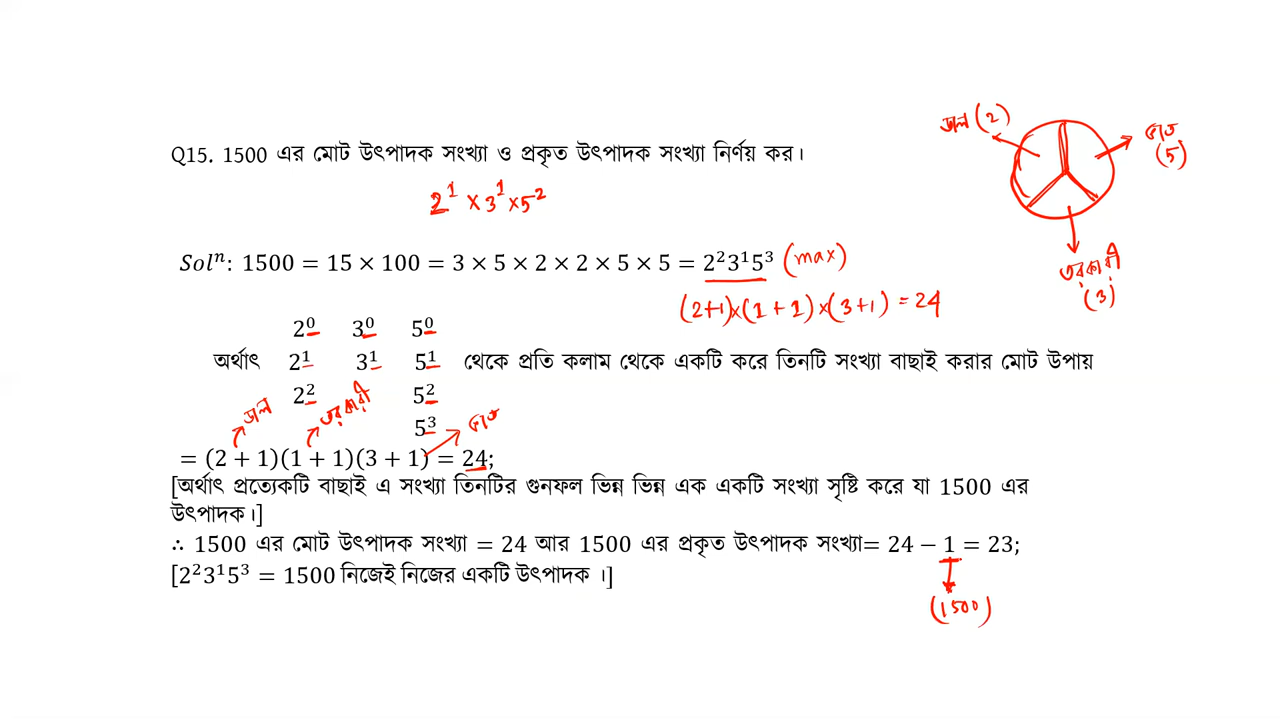 ডাল (2)
ভাত
(5)
Q15. 1500 এর মোট উৎপাদক সংখ্যা ও প্রকৃত উৎপাদক সংখ্যা নির্ণয় কর।
2¹ × 3¹ × 5²
তরকারী
(3)
Solⁿ: 1500 = 15 × 100 = 3 × 5 × 2 × 2 × 5 × 5 = 2²3¹5³ (max)
(2+1)×(1+1)×(3+1) = 24
2⁰ 3⁰ 5⁰
অর্থাৎ 2¹ 3¹ 5¹ থেকে প্রতি কলাম থেকে একটি করে তিনটি সংখ্যা বাছাই করার মোট উপায়
2² 5²
ডাল তরকারী ভাত
5³
= (2 + 1)(1 + 1)(3 + 1) = 24;
[অর্থাৎ প্রত্যেকটি বাছাই এ সংখ্যা তিনটির গুনফল ভিন্ন ভিন্ন এক একটি সংখ্যা সৃষ্টি করে যা 1500 এর
উৎপাদক।]
∴ 1500 এর মোট উৎপাদক সংখ্যা = 24 আর 1500 এর প্রকৃত উৎপাদক সংখ্যা= 24 − 1 = 23;
[2²3¹5³ = 1500 নিজেই নিজের একটি উৎপাদক ।]
(1500)